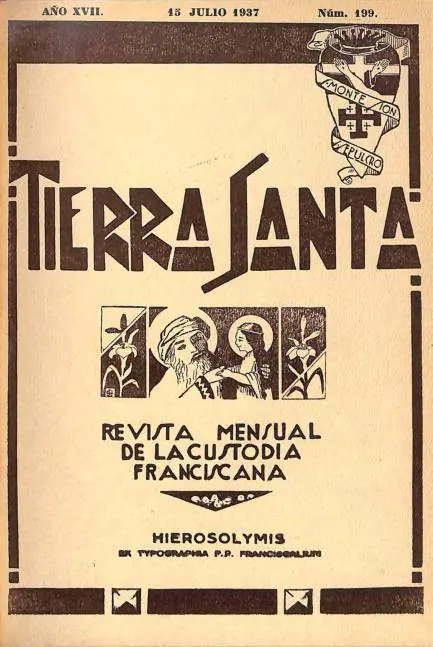 AÑO XVII. 15 JULIO 1937 Núm. 199.
S. MONTE SION
S. SEPULCRO
TIERRA SANTA
REVISTA MENSUAL
DE LA CUSTODIA
FRANCISCANA
HIEROSOLYMIS
EX TYPOGRAPHIA P.P. FRANCISCALIUM